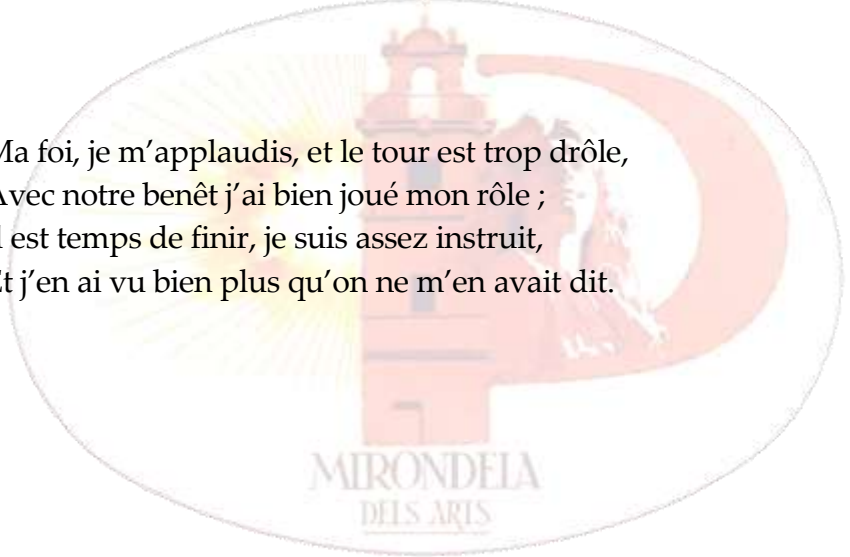 Ma foi, je m’applaudis, et le tour est trop drôle,
Avec notre benêt j’ai bien joué mon rôle ;
l est temps de finir, je suis assez instruit,
Et j’en ai vu bien plus qu’on ne m’en avait dit.
MIRONDELA
DELS ARTS